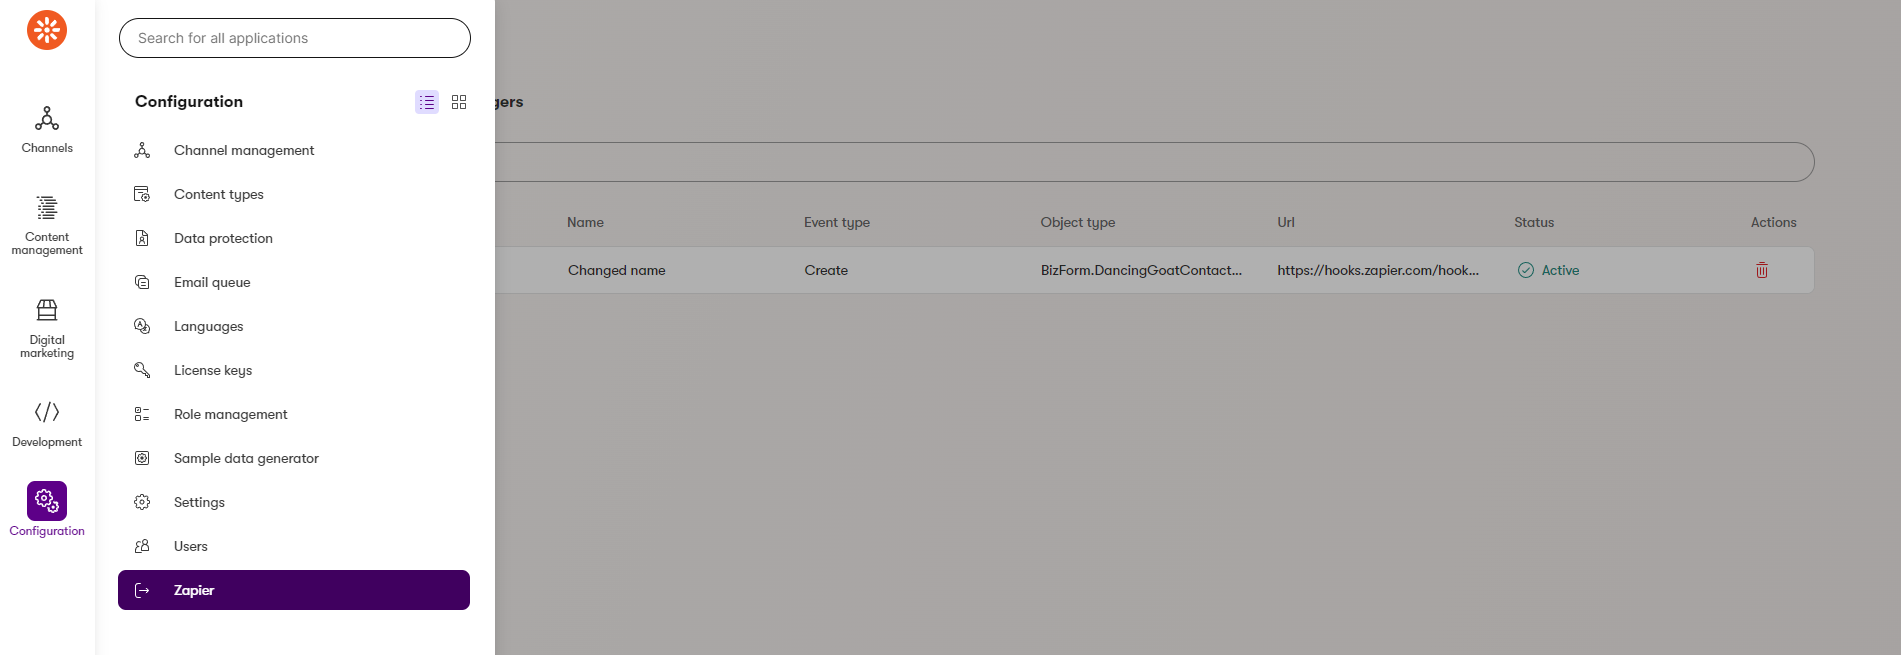 Search for all applications
Channels
Content
management
Digital
marketing
Development
Configuration
Configuration
Channel management
Content types
Data protection
Email queue
Languages
License keys
Role management
Sample data generator
Settings
Users
Zapier
gers
Name Event type Object type Url Status Actions
Changed name Create BizForm.DancingGoatContact... https://hooks.zapier.com/hook... Active